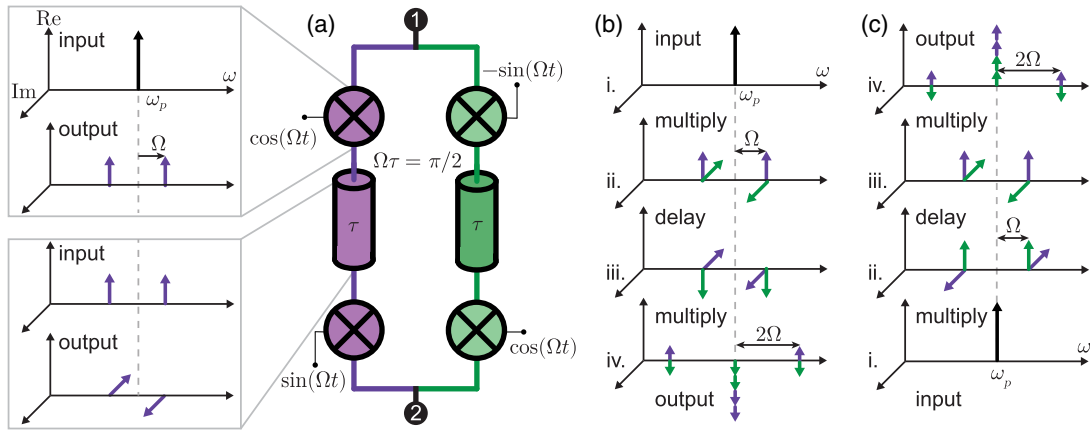 Re
input
ω
Im
ω_p
output
Ω
input
output
(a)
1
−sin(Ωt)
cos(Ωt)
Ωτ = π/2
τ
τ
sin(Ωt)
cos(Ωt)
2
(b)
input
ω
i.
ω_p
multiply
Ω
ii.
delay
iii.
multiply
2Ω
iv.
output
(c)
output
2Ω
iv.
multiply
iii.
delay
Ω
ii.
multiply
i.
ω
ω_p
input